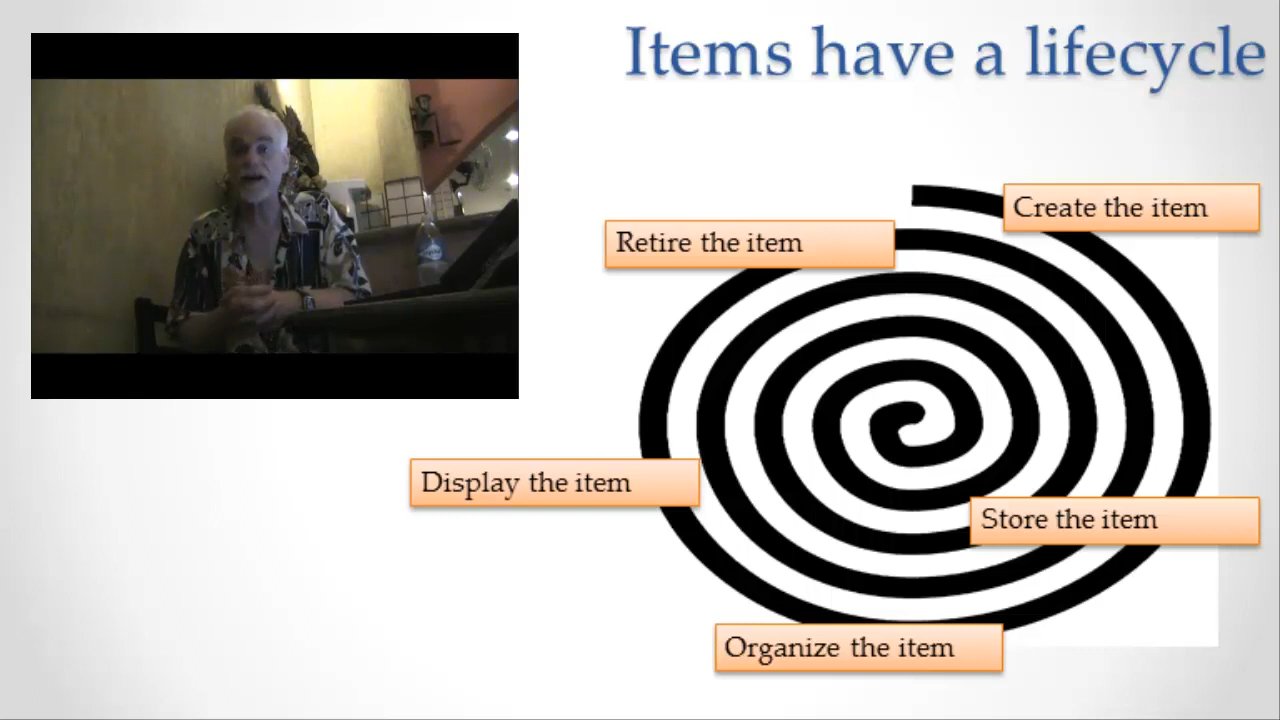 Items have a lifecycle
Create the item
Retire the item
Display the item
Store the item
Organize the item